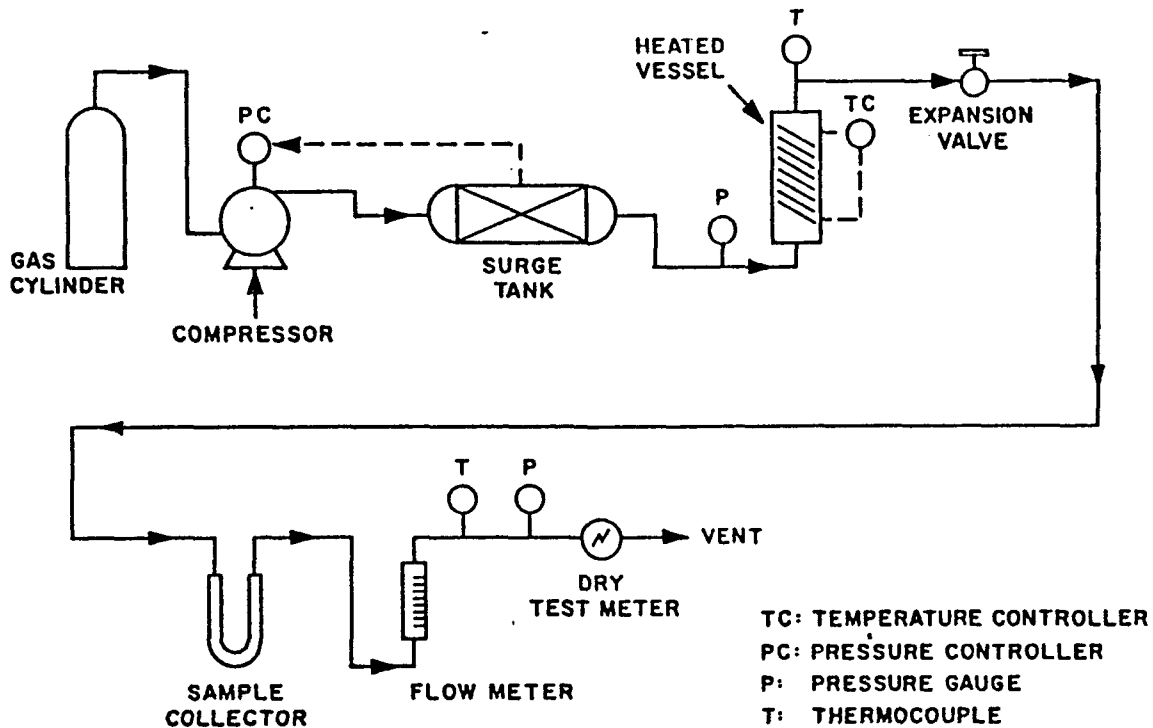 T
HEATED
VESSEL
TC
EXPANSION
VALVE
PC
P
GAS
CYLINDER
SURGE
TANK
COMPRESSOR
T
P
VENT
DRY
TEST METER
SAMPLE
COLLECTOR
FLOW METER
TC: TEMPERATURE CONTROLLER
PC: PRESSURE CONTROLLER
P: PRESSURE GAUGE
T: THERMOCOUPLE